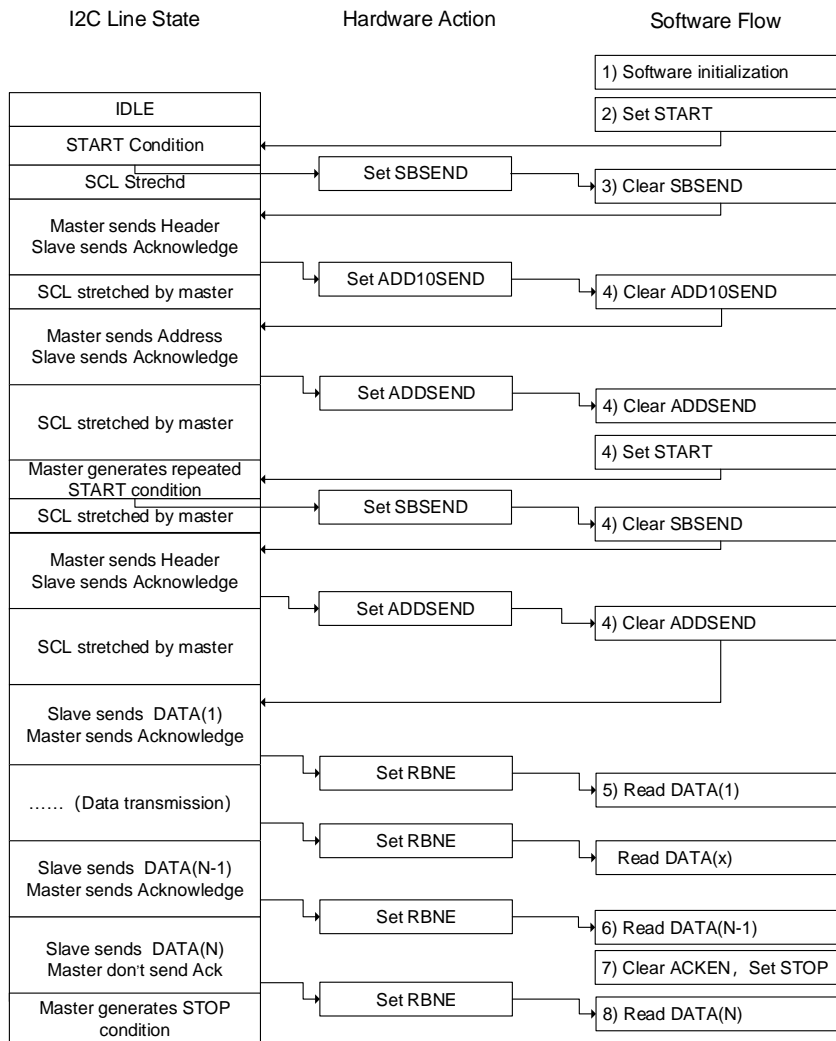 I2C Line State
Hardware Action
Software Flow
1) Software initialization
IDLE
2) Set START
START Condition
Set SBSEND
SCL Strechd
3) Clear SBSEND
Master sends Header
Slave sends Acknowledge
Set ADD10SEND
SCL stretched by master
4) Clear ADD10SEND
Master sends Address
Slave sends Acknowledge
Set ADDSEND
4) Clear ADDSEND
SCL stretched by master
4) Set START
Master generates repeated
START condition
Set SBSEND
SCL stretched by master
4) Clear SBSEND
Master sends Header
Slave sends Acknowledge
Set ADDSEND
4) Clear ADDSEND
SCL stretched by master
Slave sends DATA(1)
Master sends Acknowledge
Set RBNE
5) Read DATA(1)
…… (Data transmission)
Set RBNE
Read DATA(x)
Slave sends DATA(N-1)
Master sends Acknowledge
Set RBNE
6) Read DATA(N-1)
Slave sends DATA(N)
Master don't send Ack
7) Clear ACKEN, Set STOP
Set RBNE
8) Read DATA(N)
Master generates STOP
condition